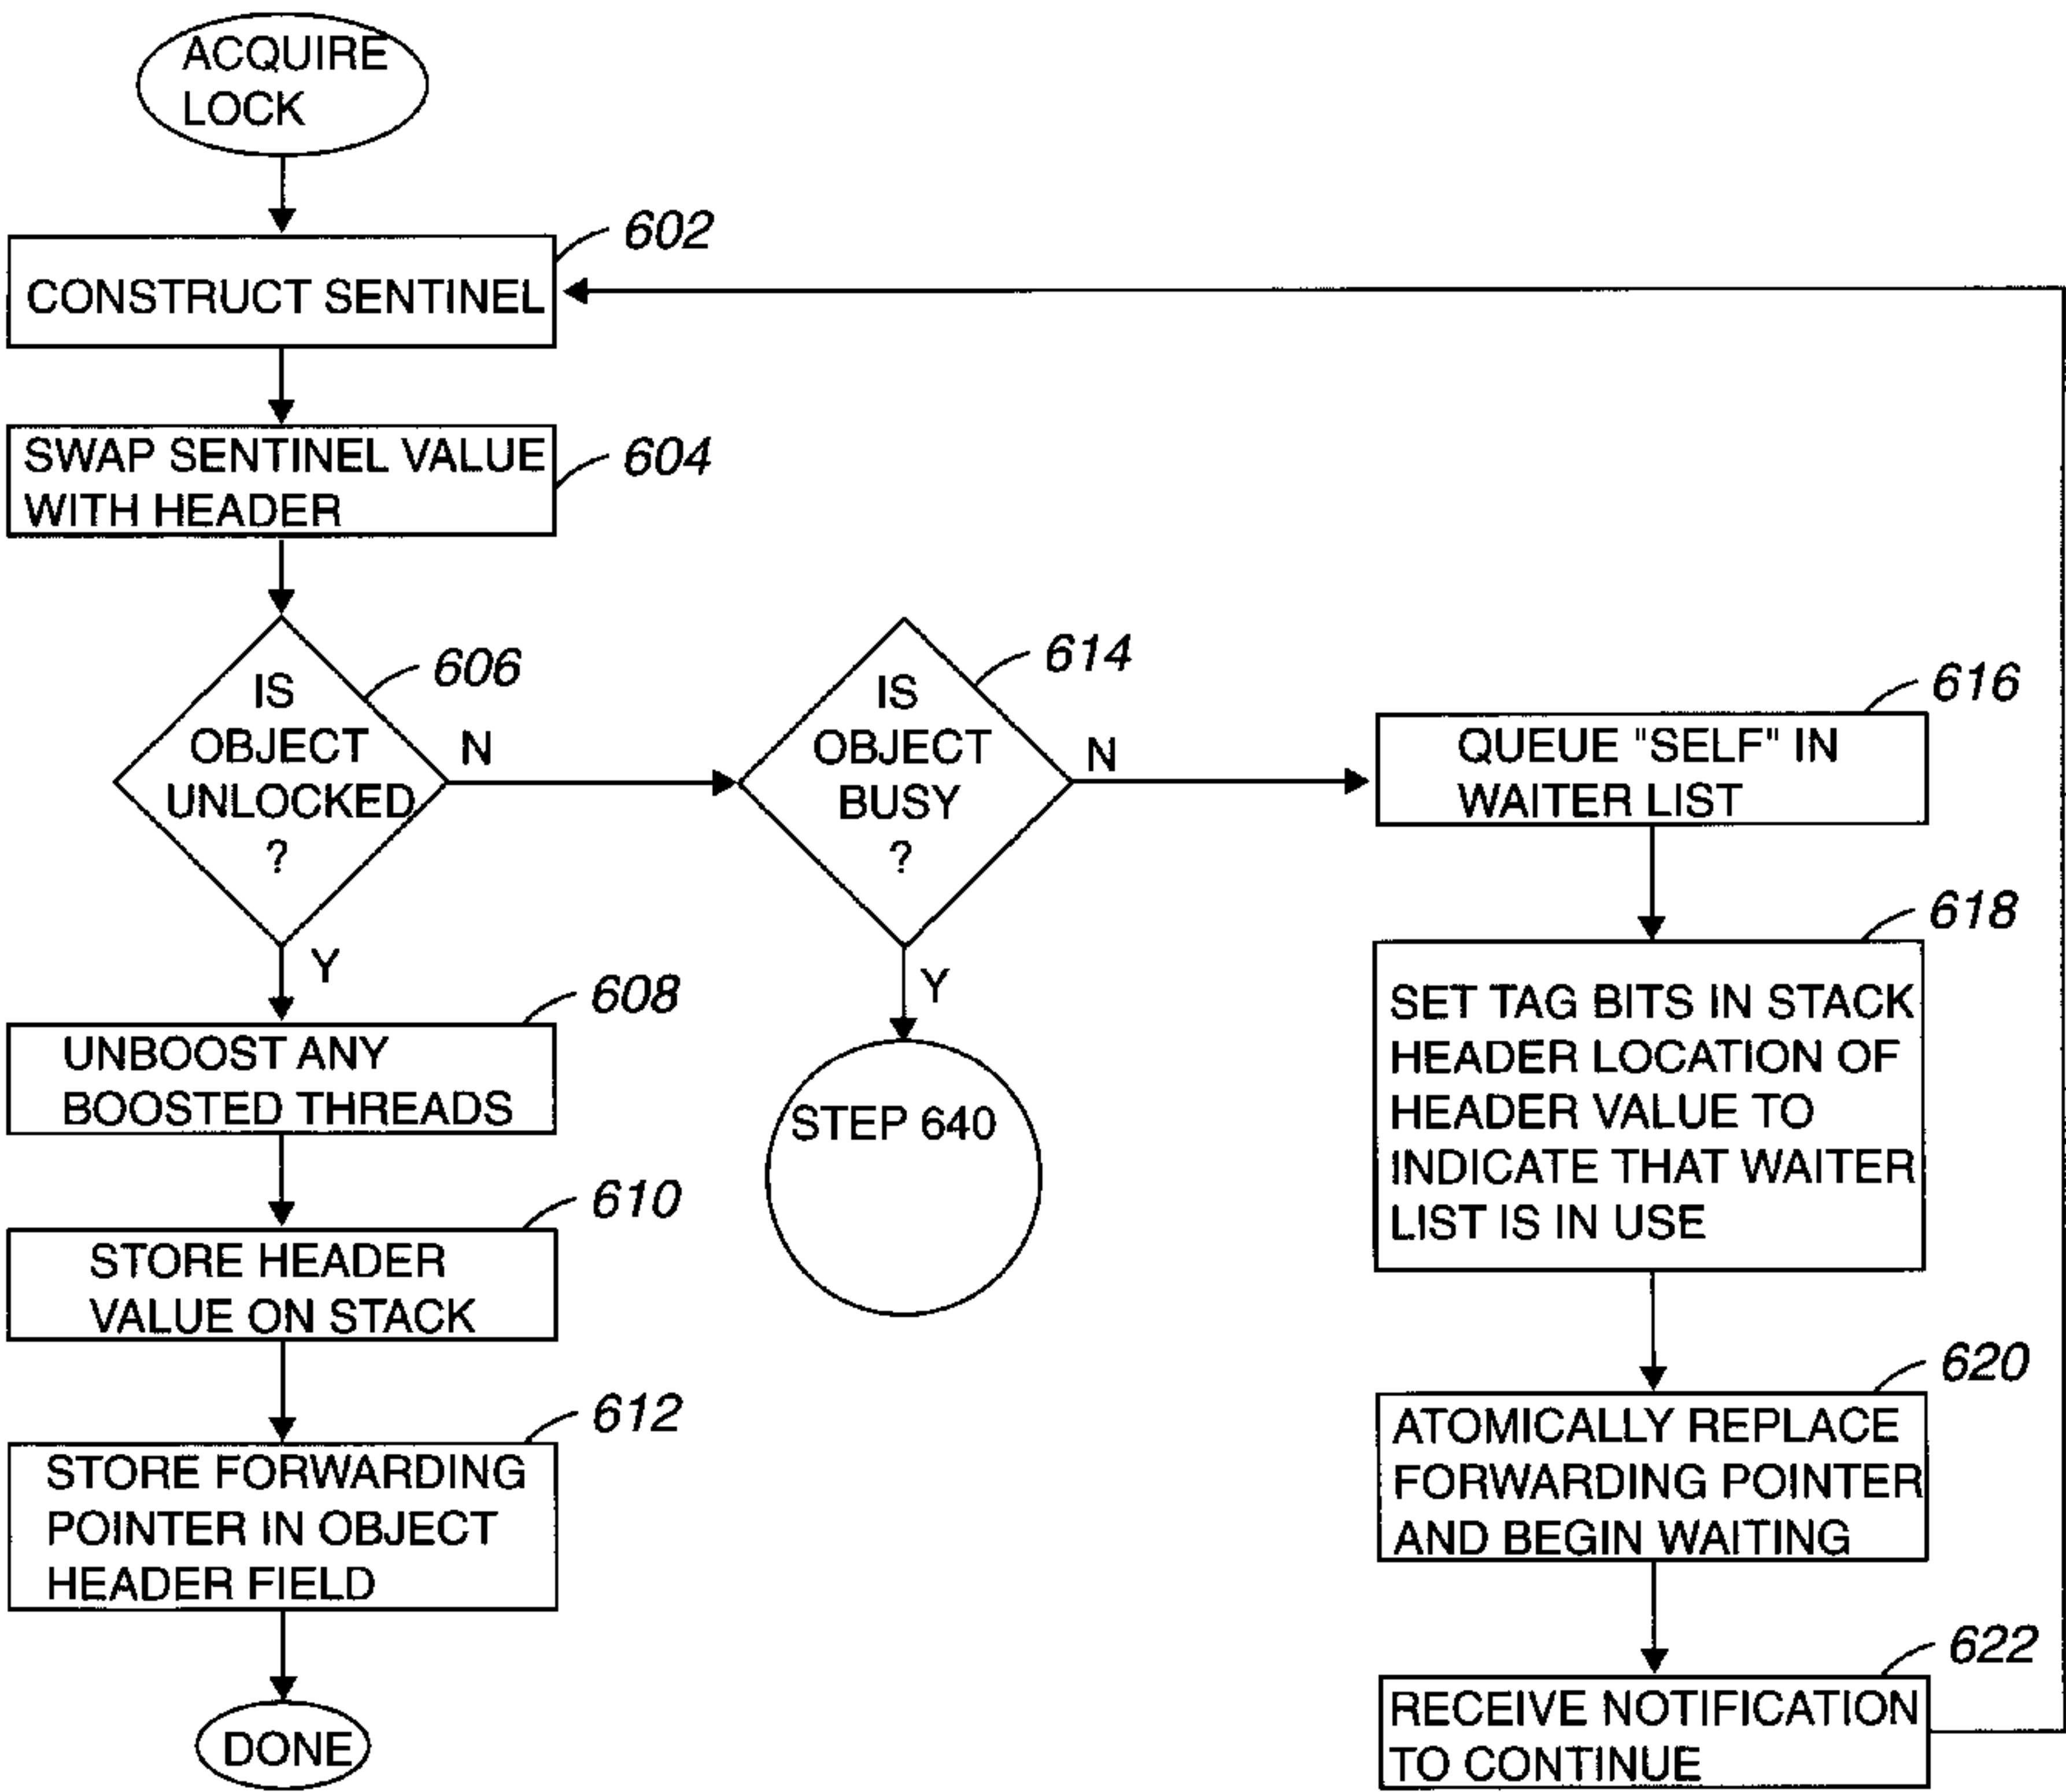 ACQUIRE
LOCK
602
CONSTRUCT SENTINEL
SWAP SENTINEL VALUE
WITH HEADER
604
IS
OBJECT
UNLOCKED
?
606
N
Y
IS
OBJECT
BUSY
?
614
N
Y
STEP 640
608
UNBOOST ANY
BOOSTED THREADS
610
STORE HEADER
VALUE ON STACK
612
STORE FORWARDING
POINTER IN OBJECT
HEADER FIELD
DONE
616
QUEUE "SELF" IN
WAITER LIST
618
SET TAG BITS IN STACK
HEADER LOCATION OF
HEADER VALUE TO
INDICATE THAT WAITER
LIST IS IN USE
620
ATOMICALLY REPLACE
FORWARDING POINTER
AND BEGIN WAITING
622
RECEIVE NOTIFICATION
TO CONTINUE